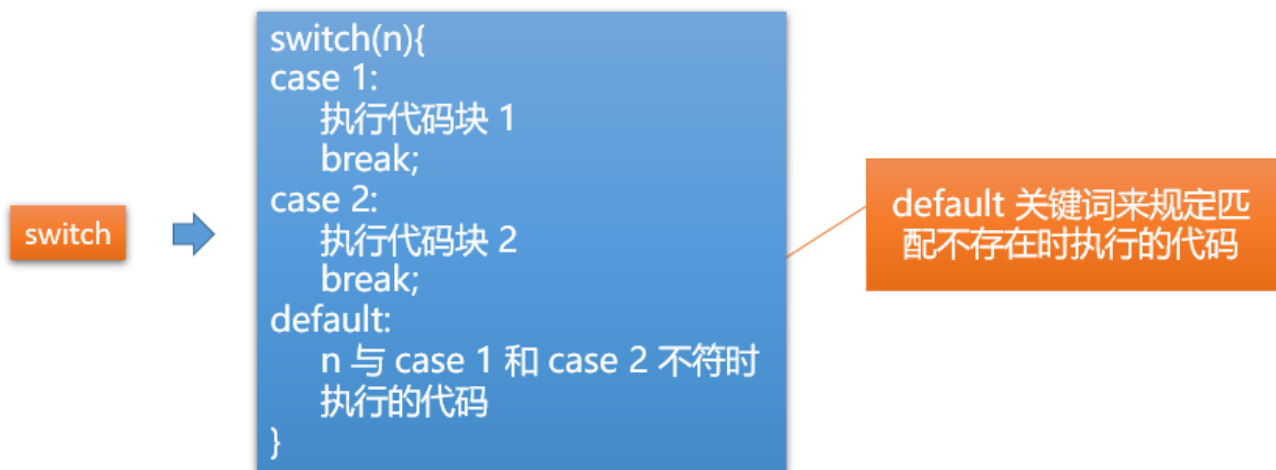 switch
switch(n){
case 1:
执行代码块 1
break;
case 2:
执行代码块 2
break;
default:
n 与 case 1 和 case 2 不符时
执行的代码
}
default 关键词来规定匹
配不存在时执行的代码